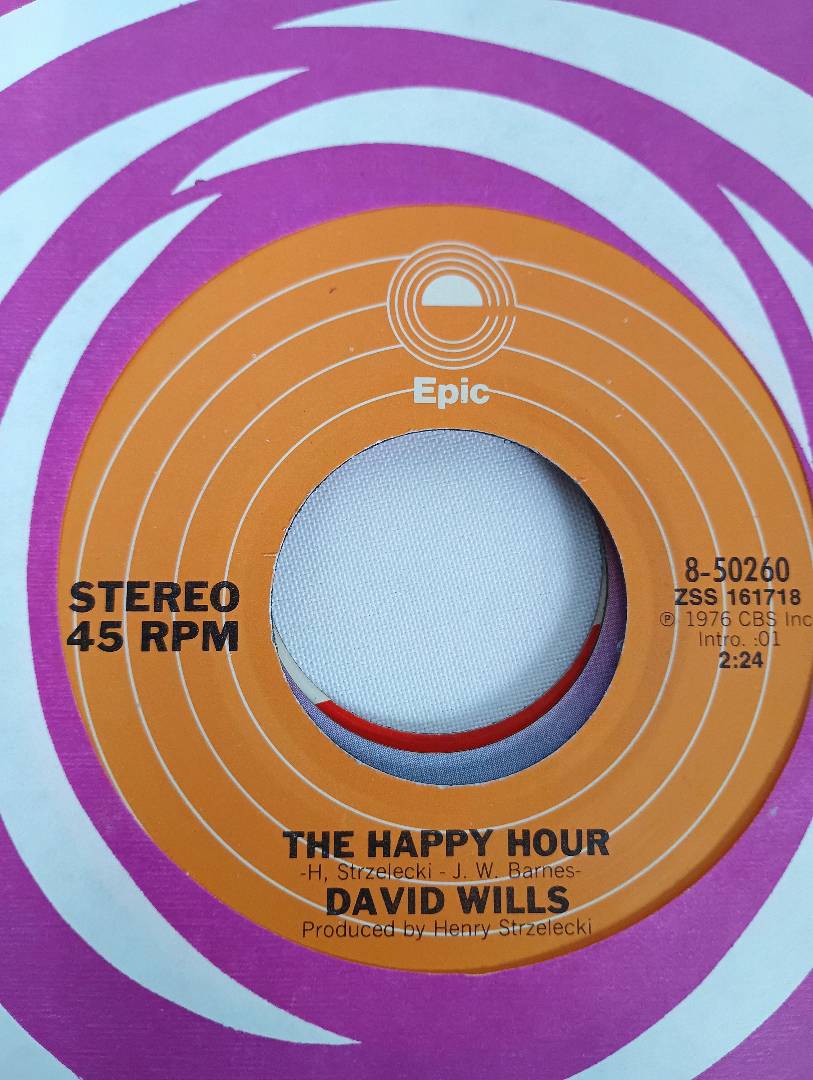 Epic
STEREO
45 RPM
8-50260
ZSS 161718
℗ 1976 CBS Inc
Intro. :01
2:24
THE HAPPY HOUR
-H, Strzelecki - J. W. Barnes-
DAVID WILLS
Produced by Henry Strzelecki